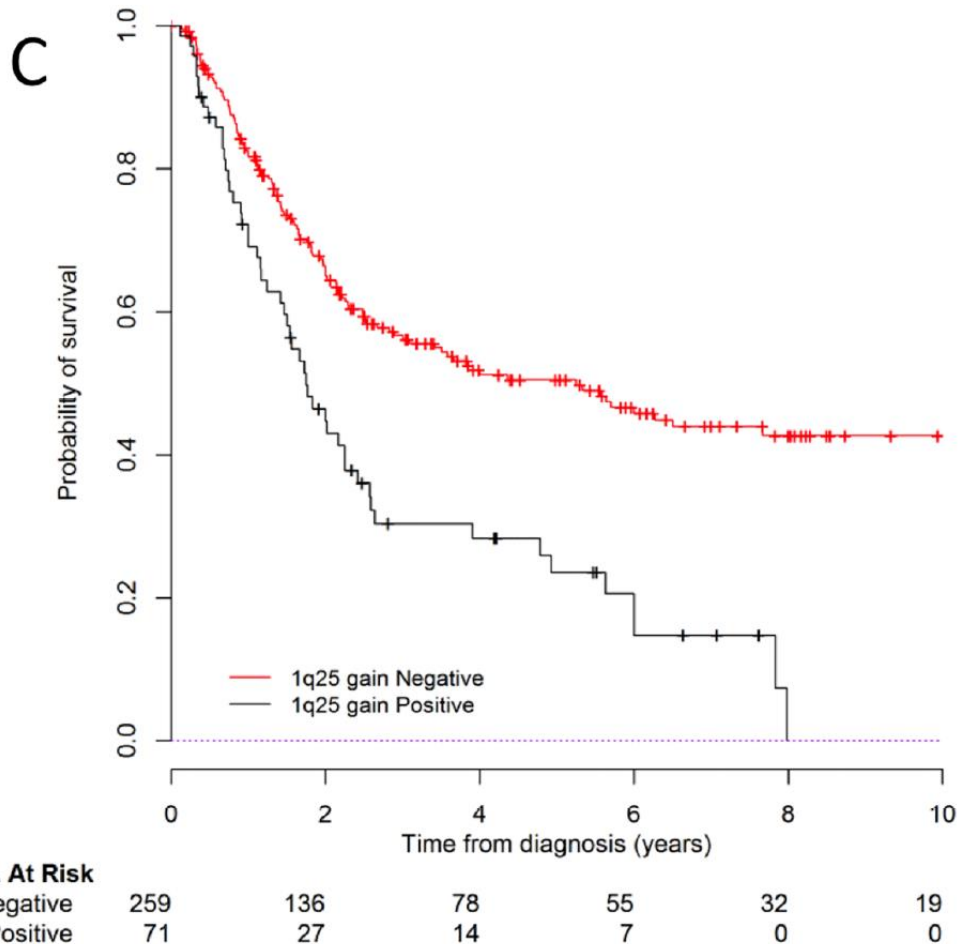 C
Probability of survival
1.0
0.8
0.6
0.4
0.2
0.0
1q25 gain Negative
1q25 gain Positive
0 2 4 6 8 10
Time from diagnosis (years)
At Risk
egative 259 136 78 55 32 19
ositive 71 27 14 7 0 0